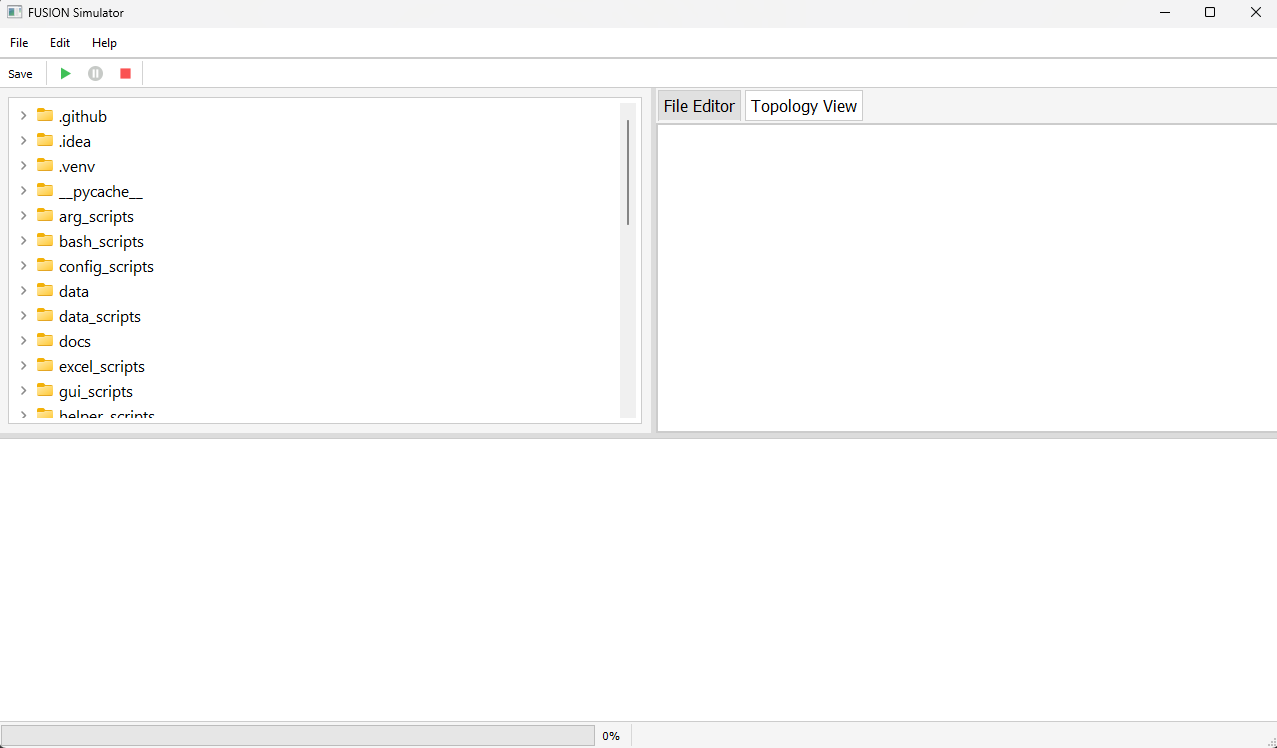 FUSION Simulator
File Edit Help
Save
File Editor Topology View
.github
.idea
.venv
__pycache__
arg_scripts
bash_scripts
config_scripts
data
data_scripts
docs
excel_scripts
gui_scripts
helper_scripts
0%